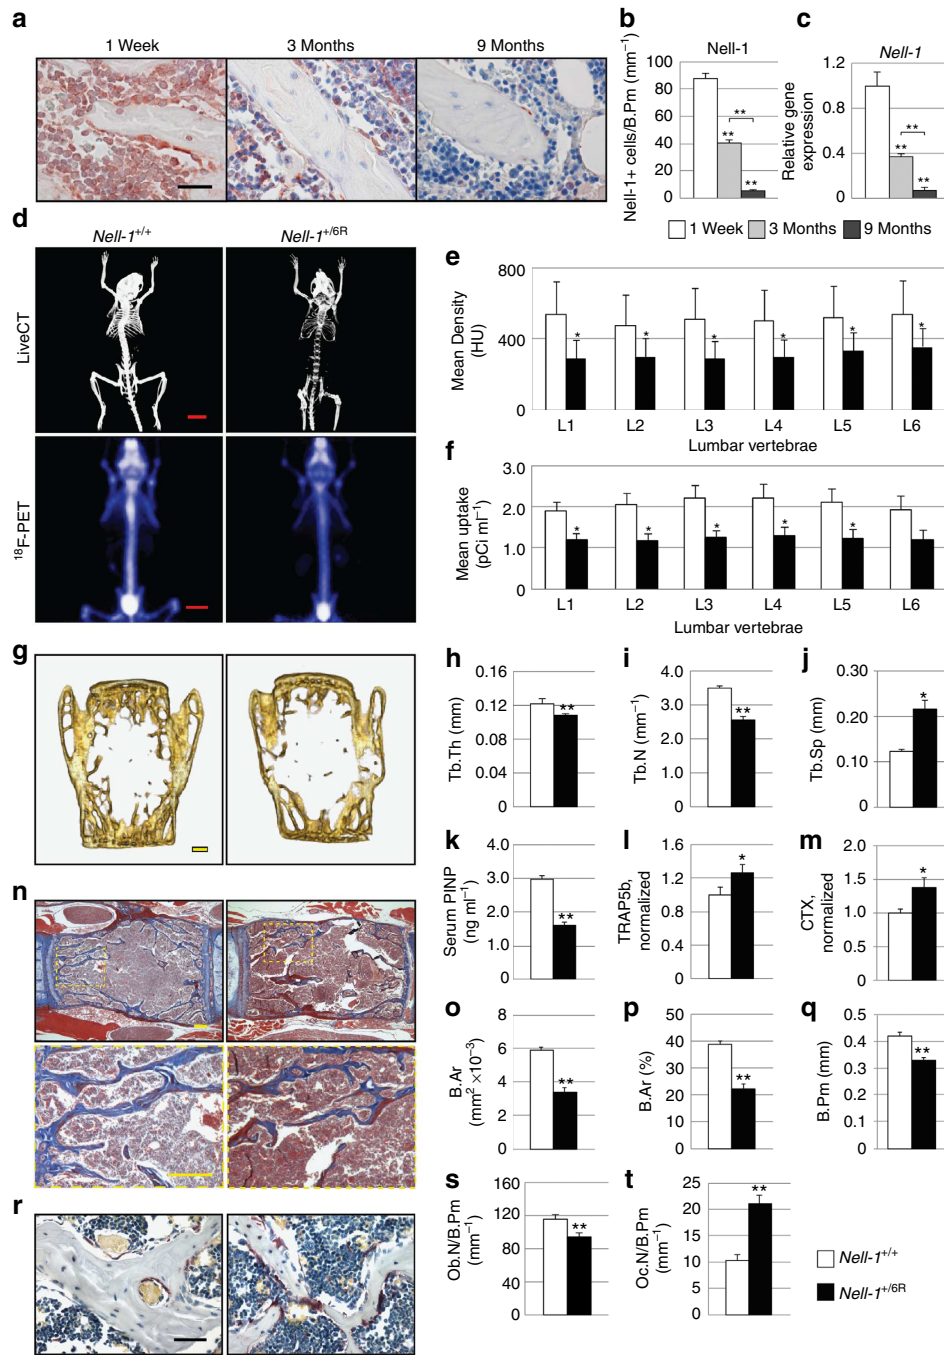 a
1 Week
3 Months
9 Months
b
Nell-1
Nell-1+ cells/B.Pm (mm⁻¹)
100
80
60
40
20
0
**
**
**
c
Nell-1
Relative gene
expression
1.2
0.8
0.4
0
**
**
**
1 Week
3 Months
9 Months
d
Nell-1⁺/⁺
Nell-1⁺/⁶ᴿ
LiveCT
¹⁸F-PET
e
Mean Density
(HU)
800
400
0
*
*
*
*
*
*
L1
L2
L3
L4
L5
L6
Lumbar vertebrae
f
Mean uptake
(pCi ml⁻¹)
3.0
2.0
1.0
0
*
*
*
*
*
L1
L2
L3
L4
L5
L6
Lumbar vertebrae
g
h
Tb.Th (mm)
0.16
0.12
0.08
0.04
0
**
i
Tb.N (mm⁻¹)
4.0
3.0
2.0
1.0
0
**
j
Tb.Sp (mm)
0.30
0.20
0.10
0
*
k
Serum PINP
(ng ml⁻¹)
4.0
3.0
2.0
1.0
0
**
l
TRAP5b,
normalized
1.5
1.2
0.9
0.6
0.3
0
*
m
CTX,
normalized
2.0
1.5
1.0
0.5
0
*
n
o
B.Ar
(mm² ×10⁻³)
8
6
4
2
0
**
p
B.Ar (%)
50
40
30
20
10
0
**
q
B.Pm (mm)
0.5
0.4
0.3
0.2
0.1
0
**
r
s
Ob.N/B.Pm
(mm⁻¹)
160
120
80
40
0
**
t
Oc.N/B.Pm
(mm⁻¹)
25
20
15
10
5
0
**
Nell-1⁺/⁺
Nell-1⁺/⁶ᴿ